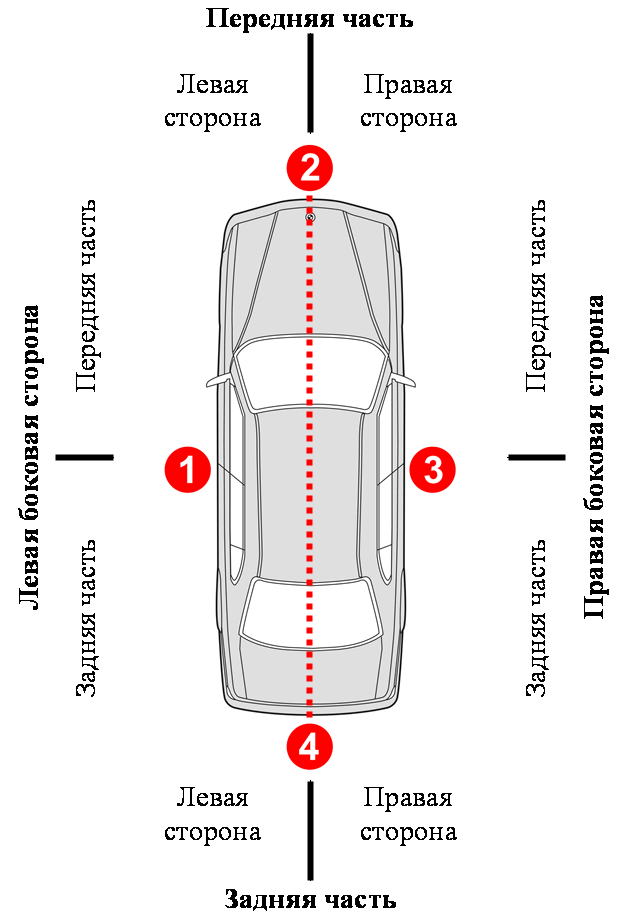 Передняя часть
Левая
сторона
Правая
сторона
2
Передняя часть
Передняя часть
Левая боковая сторона
Правая боковая сторона
1
3
Задняя часть
Задняя часть
4
Левая
сторона
Правая
сторона
Задняя часть